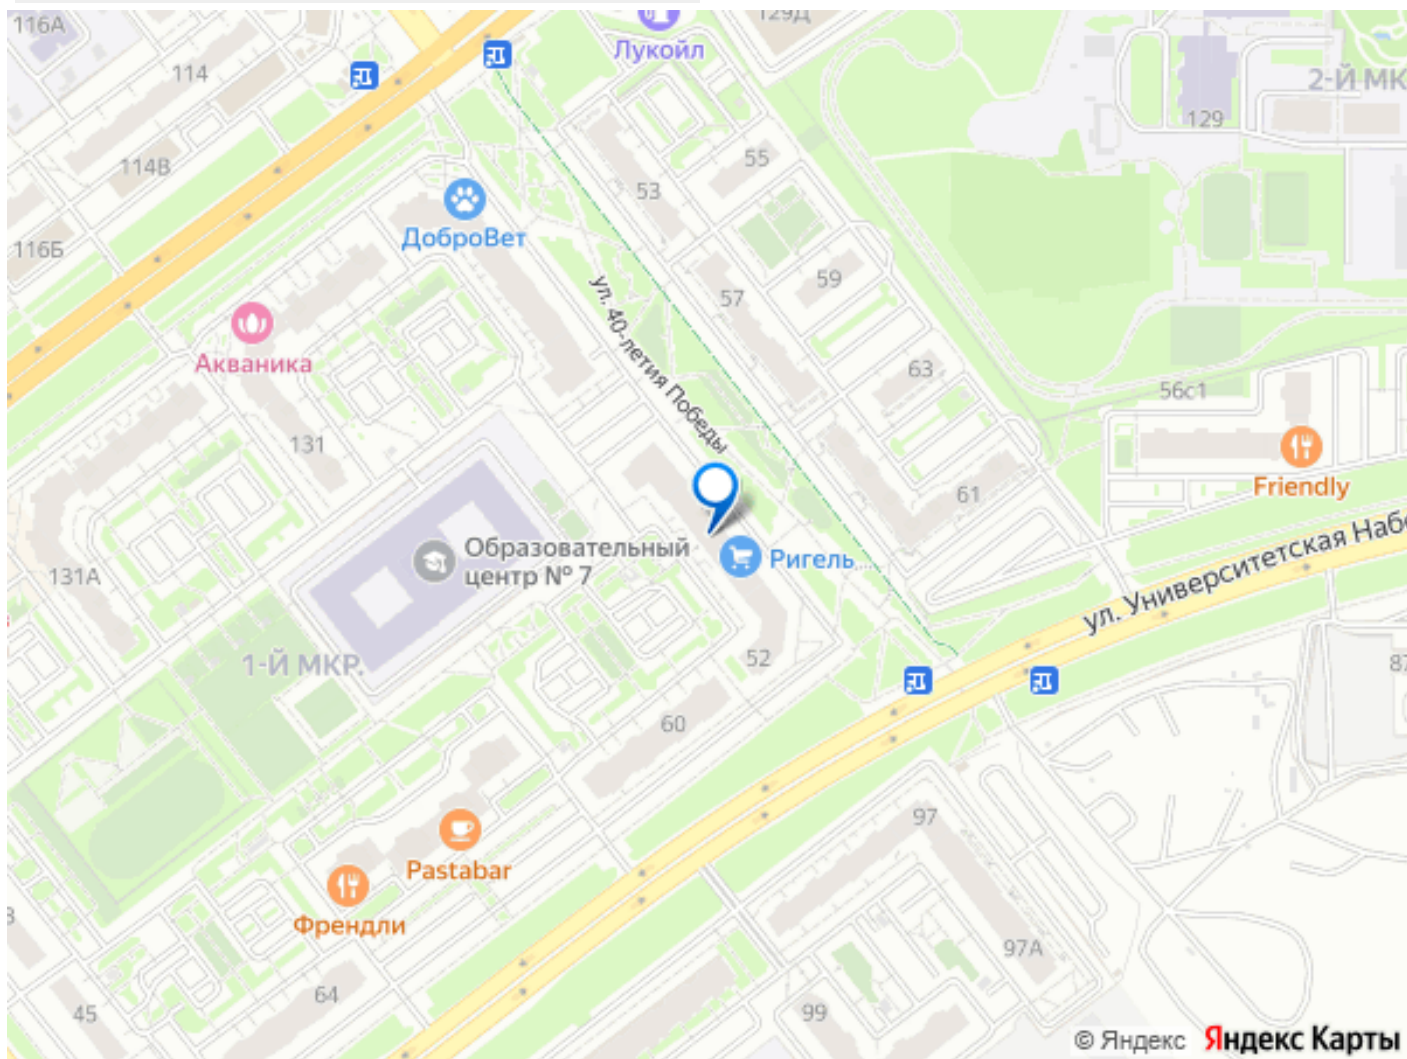 116А
129Д
Лукойл
114
2-Й МК
129
114В
55
53
116Б
ДоброВет
59
57
ул. 40-летия Победы
Акваника
63
56с1
131
61
Friendly
Образовательный
центр № 7
Ригель ...
ул. Университетская Наб
131А
1-Й МКР.
52
87
60
97
Pastabar
Френдли
97А
64
45
99
© Яндекс Яндекс Карты